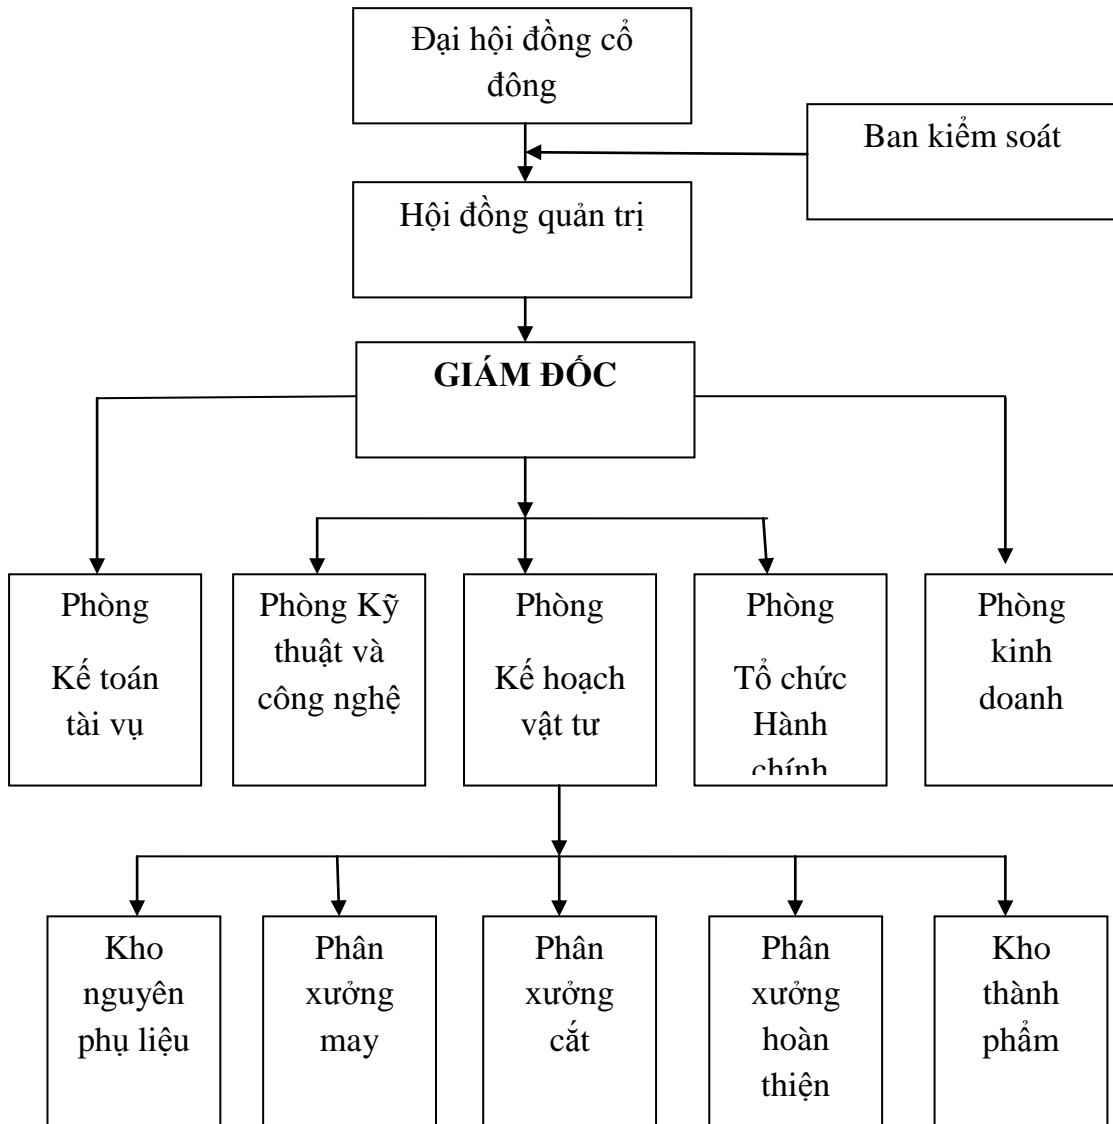 Đại hội đồng cổ
đông
Ban kiểm soát
Hội đồng quản trị
GIÁM ĐỐC
Phòng
Kế toán
tài vụ
Phòng Kỹ
thuật và
công nghệ
Phòng
Kế hoạch
vật tư
Phòng
Tổ chức
Hành
chính
Phòng
kinh
doanh
Kho
nguyên
phụ liệu
Phân
xưởng
may
Phân
xưởng
cắt
Phân
xưởng
hoàn
thiện
Kho
thành
phẩm